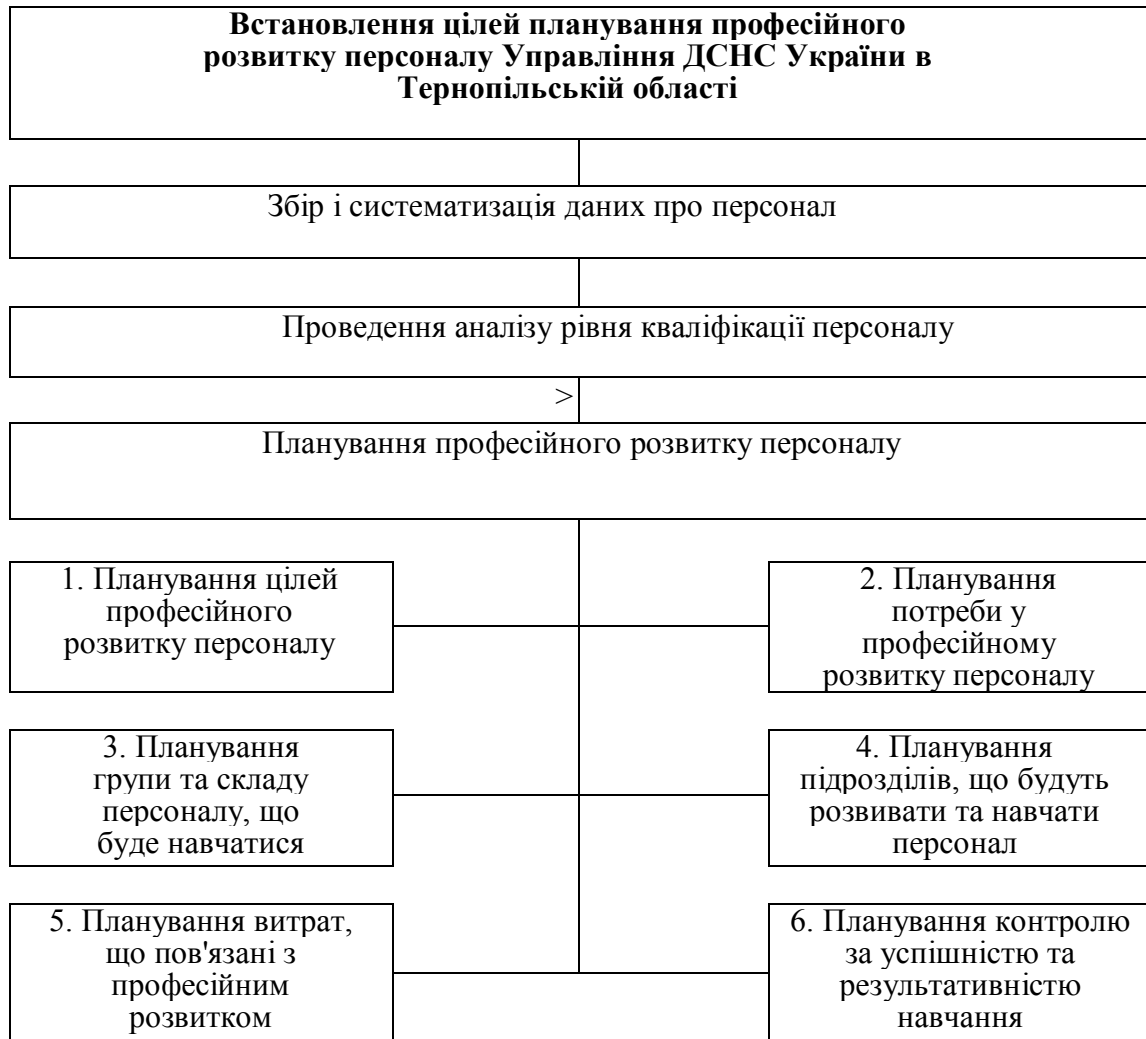 Встановлення цілей планування професійного
розвитку персоналу Управління ДСНС України в
Тернопільській області
Збір і систематизація даних про персонал
Проведення аналізу рівня кваліфікації персоналу
>
Планування професійного розвитку персоналу
1. Планування цілей
професійного
розвитку персоналу
2. Планування
потреби у
професійному
розвитку персоналу
3. Планування
групи та складу
персоналу, що
буде навчатися
4. Планування
підрозділів, що будуть
розвивати та навчати
персонал
5. Планування витрат,
що пов'язані з
професійним
розвитком
6. Планування контролю
за успішністю та
результативністю
навчання